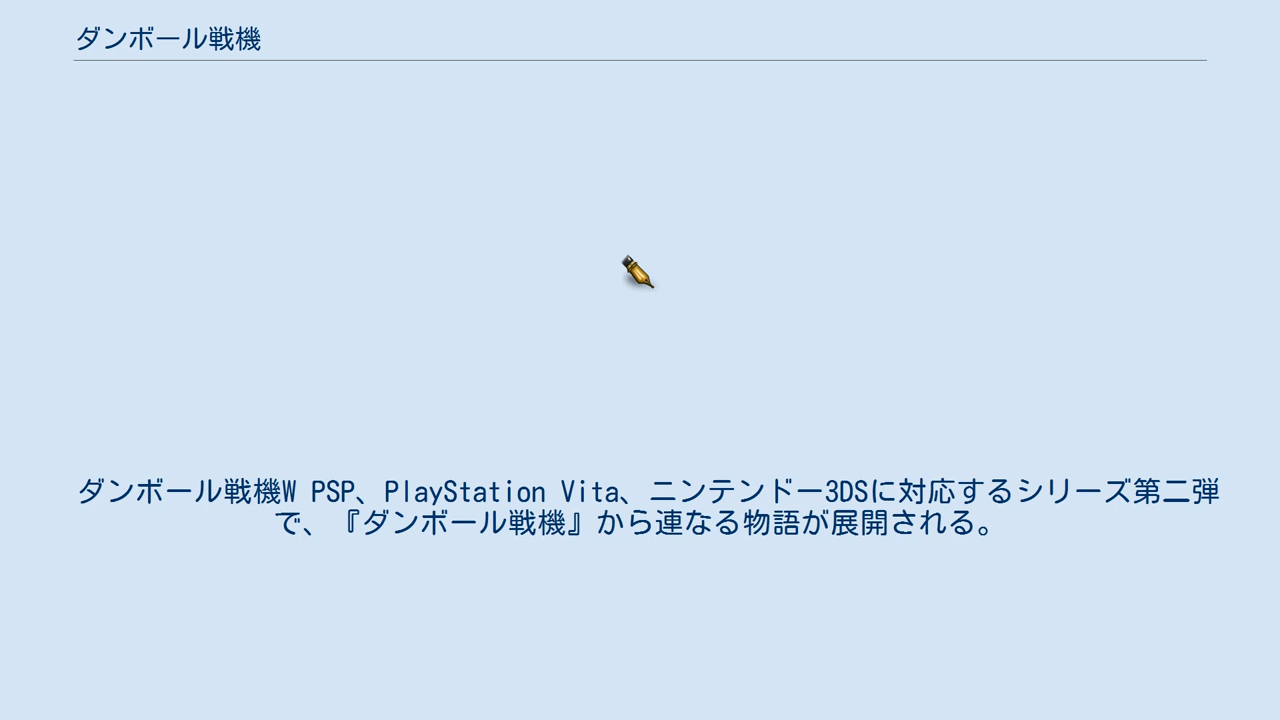 ダンボール戦機
ダンボール戦機W PSP、PlayStation Vita、ニンテンドー3DSに対応するシリーズ第二弾
で、『ダンボール戦機』から連なる物語が展開される。